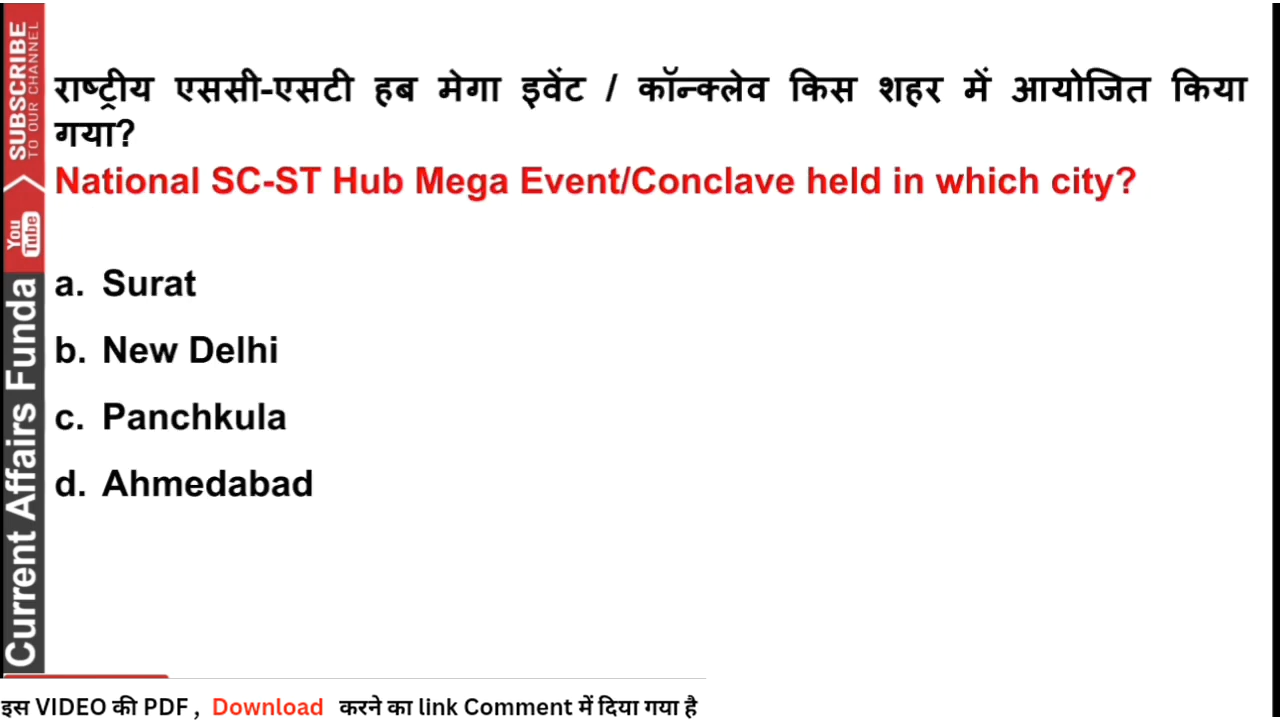 राष्ट्रीय एससी-एसटी हब मेगा इवेंट / कॉन्क्लेव किस शहर में आयोजित किया
गया?
National SC-ST Hub Mega Event/Conclave held in which city?
a. Surat
b. New Delhi
c. Panchkula
d. Ahmedabad
SUBSCRIBE
TO OUR CHANNEL
You
Tube
Current Affairs Funda
इस VIDEO की PDF , Download करने का link Comment में दिया गया है